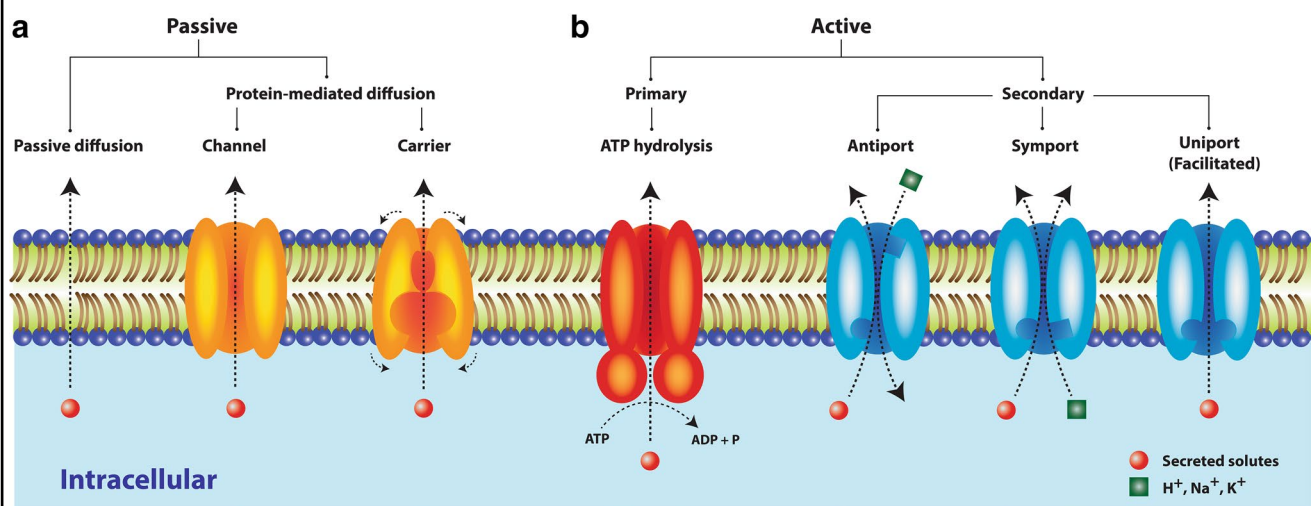 a
Passive
b
Active
Protein-mediated diffusion
Primary
Secondary
Passive diffusion
Channel
Carrier
ATP hydrolysis
Antiport
Symport
Uniport
(Facilitated)
ATP
ADP + P
Intracellular
Secreted solutes
H⁺, Na⁺, K⁺